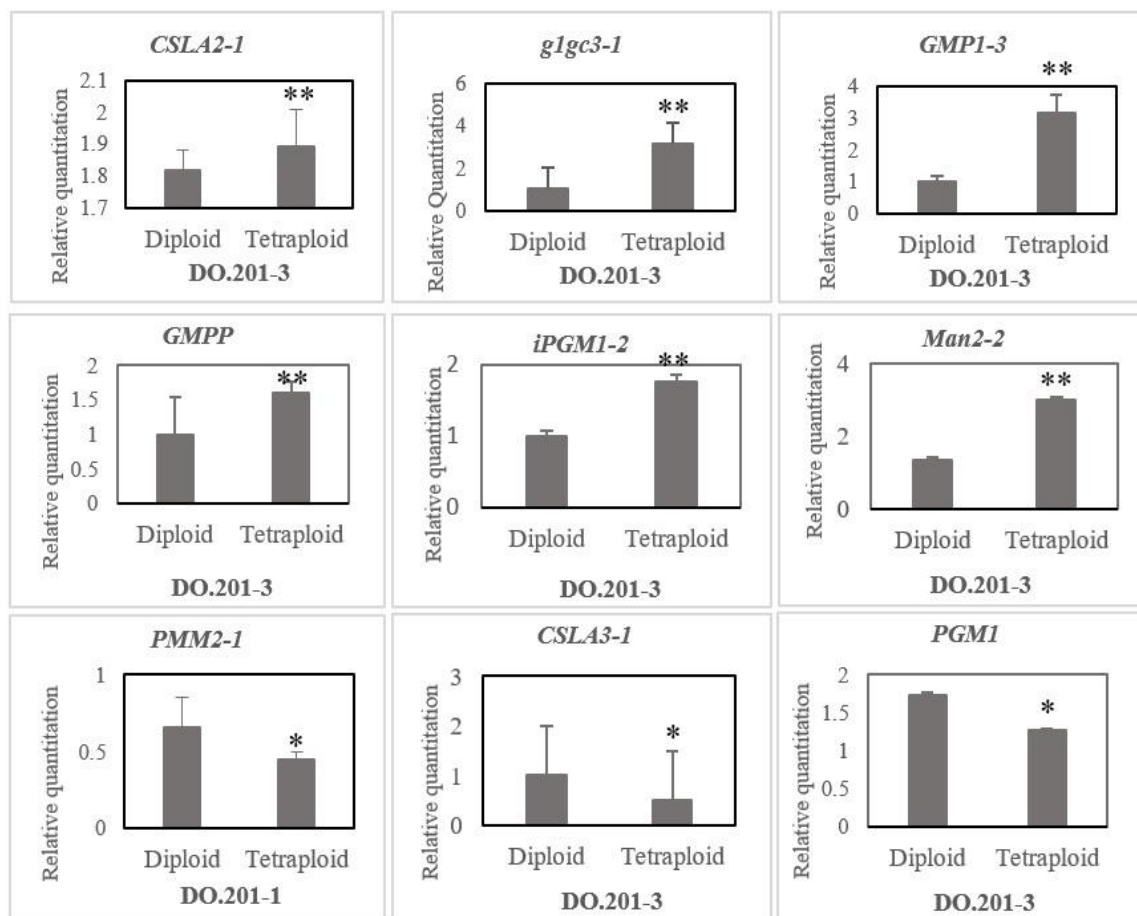 CSLA2-1
Relative quantitation
2.1
2
1.9
1.8
1.7
**
Diploid Tetraploid
DO.201-3
g1gc3-1
Relative Quantitation
6
4
2
0
**
Diploid Tetraploid
DO.201-3
GMP1-3
Relative quantitation
4
3
2
1
0
**
Diploid Tetraploid
DO.201-3
GMPP
Relative quantitation
2
1.5
1
0.5
0
**
Diploid Tetraploid
DO.201-3
iPGM1-2
Relative quantitation
2
1
0
**
Diploid Tetraploid
DO.201-3
Man2-2
Relative quantitation
4
2
0
**
Diploid Tetraploid
DO.201-3
PMM2-1
Relative quantitation
1
0.5
0
*
Diploid Tetraploid
DO.201-1
CSLA3-1
Relative quantitation
3
2
1
0
*
Diploid Tetraploid
DO.201-3
PGM1
Relative quantitation
2
1.5
1
0.5
0
*
Diploid Tetraploid
DO.201-3